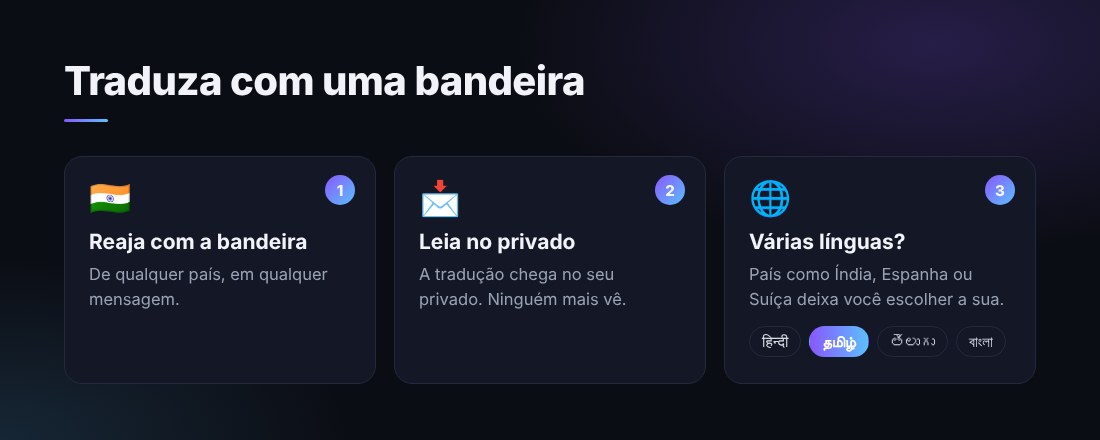 Traduza com uma bandeira
1
Reaja com a bandeira
De qualquer país, em qualquer
mensagem.
2
Leia no privado
A tradução chega no seu
privado. Ninguém mais vê.
3
Várias línguas?
País como Índia, Espanha ou
Suíça deixa você escolher a sua.
हिन्दी
தமிழ்
తెలుగు
বাংলা